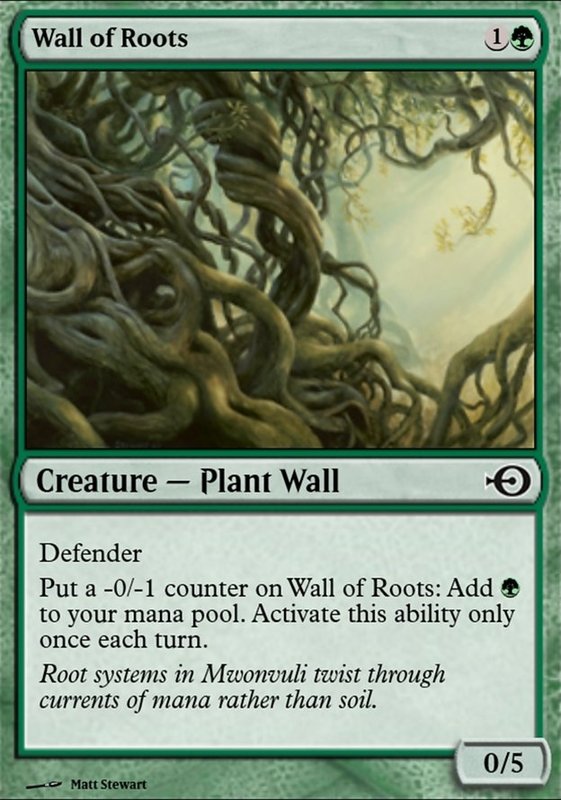 Wall of Roots 1
Creature — Plant Wall
Defender
Put a -0/-1 counter on Wall of Roots: Add
to your mana pool. Activate this ability only
once each turn.
Root systems in Mwonvuli twist through
currents of mana rather than soil.
0/5
Matt Stewart